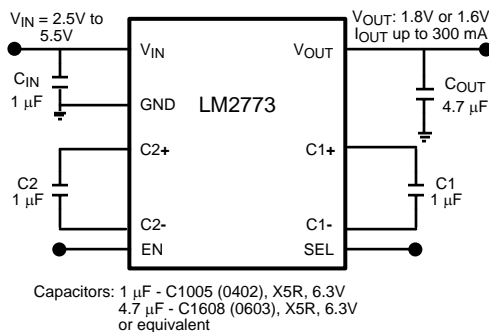 VIN = 2.5V to
5.5V
VOUT: 1.8V or 1.6V
IOUT up to 300 mA
VIN
VOUT
CIN
1 μF
GND
LM2773
COUT
4.7 μF
C2+
C1+
C2
1 μF
C1
1 μF
C2-
C1-
EN
SEL
Capacitors: 1 μF - C1005 (0402), X5R, 6.3V
4.7 μF - C1608 (0603), X5R, 6.3V
or equivalent